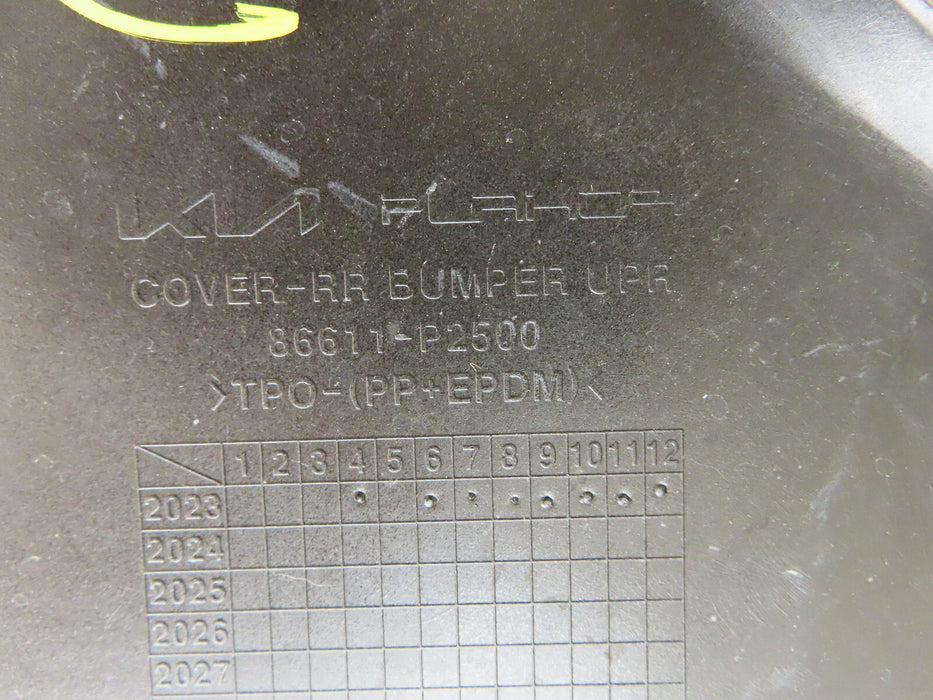 KIA PLAKOR
COVER-RR BUMPER UPR
86611-P2500
>TPO-(PP+EPDM)<
1 2 3 4 5 6 7 8 9 10 11 12
2023
2024
2025
2026
2027